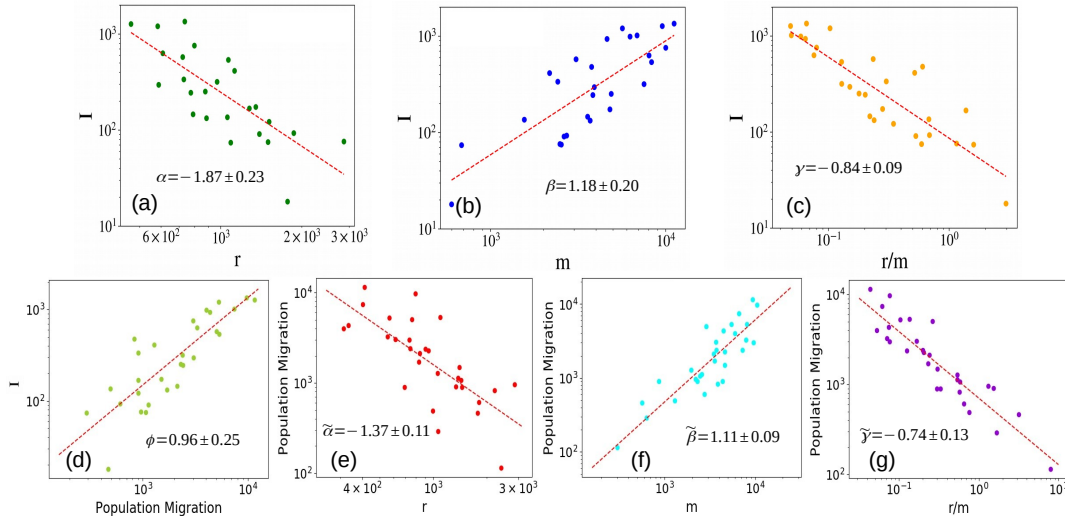 I
10³
10²
10¹
α=−1.87±0.23
(a)
6×10²
10³
2×10³
3×10³
r
I
10³
10²
10¹
β=1.18±0.20
(b)
10³
10⁴
m
I
10³
10²
10¹
γ=−0.84±0.09
(c)
10⁻¹
10⁰
r/m
I
10³
10²
ϕ=0.96±0.25
(d)
10³
10⁴
Population Migration
Population Migration
10⁴
10³
10²
α̃=−1.37±0.11
(e)
4×10²
10³
3×10³
r
Population Migration
10⁴
10³
10²
β̃=1.11±0.09
(f)
10³
10⁴
m
Population Migration
10⁴
10³
10²
γ̃=−0.74±0.13
(g)
10⁻¹
10⁰
10¹
r/m